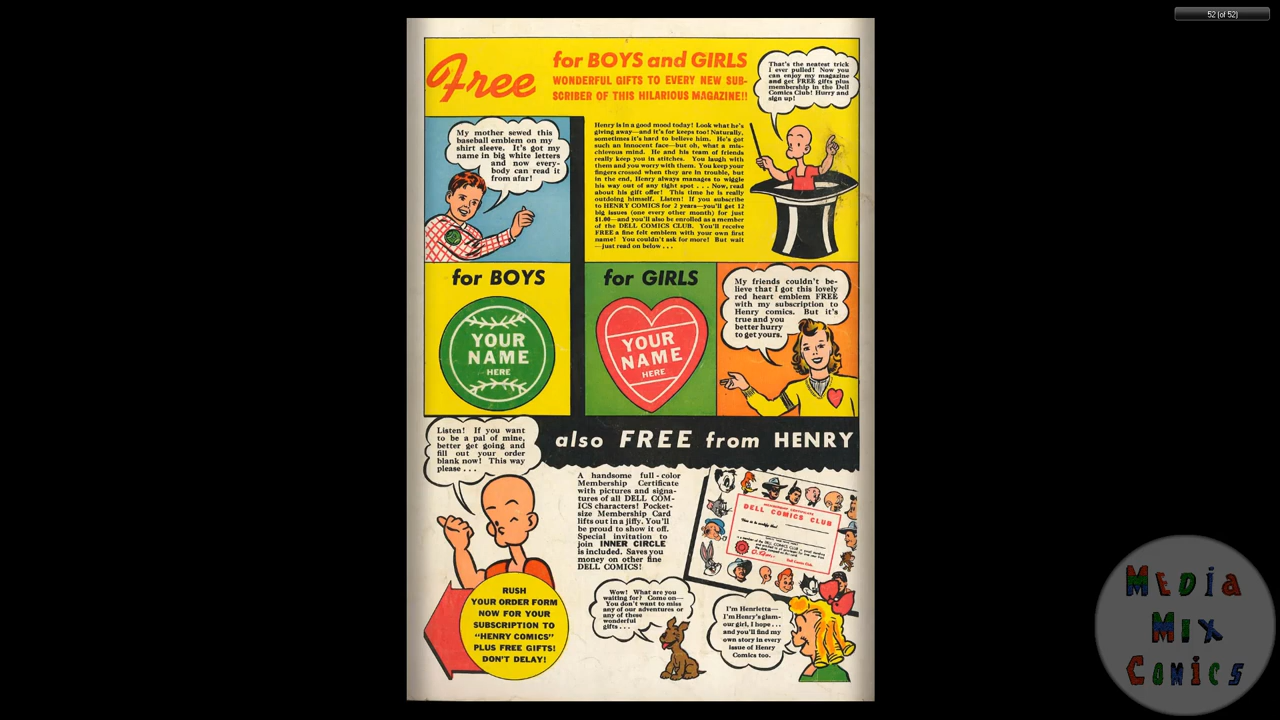 52 (of 52)
Free
for BOYS and GIRLS
WONDERFUL GIFTS TO EVERY NEW SUB-
SCRIBER OF THIS HILARIOUS MAGAZINE!!
That's the neatest trick
I ever pulled! Now you
can enjoy my magazine
and get FREE gifts plus
membership in the Dell
Comics Club! Hurry and
sign up!
My mother sewed this
baseball emblem on my
shirt sleeve. It's got my
name in big white letters
and now every-
body can read it
from afar!
Henry is in a good mood today! Look what he's
giving away—and it's for keeps too! Naturally,
sometimes it's hard to believe him. He's got
such an innocent face—but oh, what a mis-
chievous mind. He and his team of friends
really keep you in stitches. You laugh with
them and you worry with them. You keep your
fingers crossed when they are in trouble, but
in the end, Henry always manages to wiggle
his way out of any tight spot . . . Now, read
about his gift offer! This time he is really
outdoing himself. Listen! If you subscribe
to HENRY COMICS for 2 years—you'll get 12
big issues (one every other month) for just
$1.00—and you'll also be enrolled as a member
of the DELL COMICS CLUB. You'll receive
FREE a fine felt emblem with your own first
name! You couldn't ask for more! But wait
—just read on below . . .
for BOYS
YOUR
NAME
HERE
for GIRLS
YOUR
NAME
HERE
My friends couldn't be-
lieve that I got this lovely
red heart emblem FREE
with my subscription to
Henry comics. But it's
true and you
better hurry
to get yours.
Listen! If you want
to be a pal of mine,
better get going and
fill out your order
blank now! This way
please . . .
also FREE from HENRY
A handsome full-color
Membership Certificate
with pictures and signa-
tures of all DELL COM-
ICS characters! Pocket-
size Membership Card
lifts out in a jiffy. You'll
be proud to show it off.
Special invitation to
join INNER CIRCLE
is included. Saves you
money on other fine
DELL COMICS!
MEMBERSHIP CERTIFICATE
DELL COMICS CLUB
This is to certify that
Dell Comics Club
RUSH
YOUR ORDER FORM
NOW FOR YOUR
SUBSCRIPTION TO
"HENRY COMICS"
PLUS FREE GIFTS!
DON'T DELAY!
Wow! What are you
waiting for? Come on—
You don't want to miss
any of our adventures or
any of these
wonderful
gifts . . .
I'm Henrietta—
I'm Henry's glam-
our girl, I hope . . .
and you'll find my
own story in every
issue of Henry
Comics too.
MEDiA
MiX
COMiCS